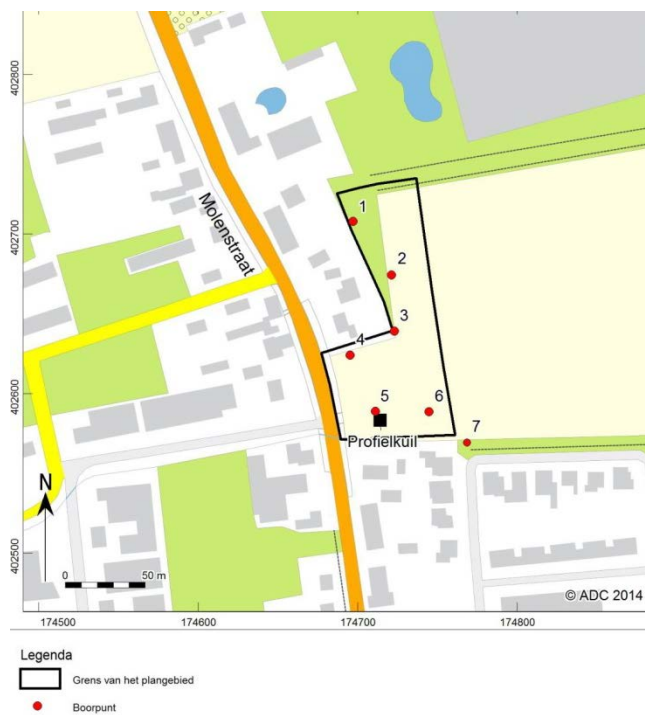 402800
402700
402600
402500
Molenstraat
1
2
3
4
5
6
7
Profielkuil
N
0 50 m
© ADC 2014
174500 174600 174700 174800
Legenda
Grens van het plangebied
Boorpunt